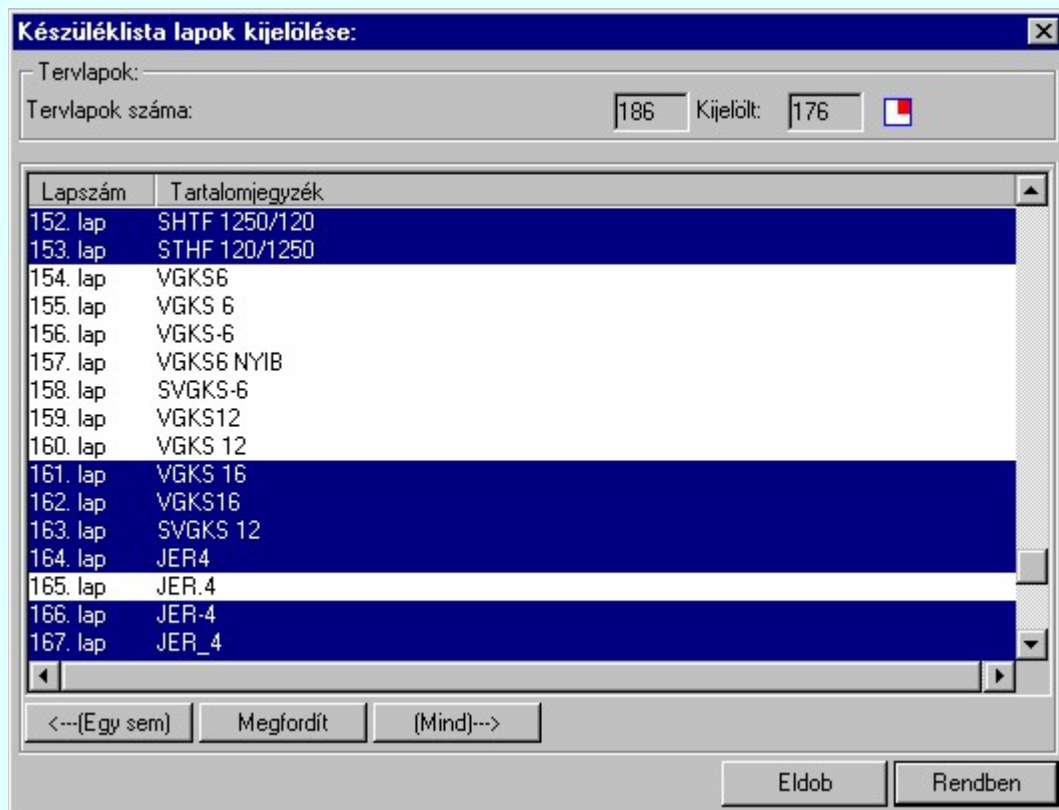 Készüléklista lapok kijelölése:
Tervlapok:
Tervlapok száma: 186 Kijelölt: 176
Lapszám Tartalomjegyzék
152. lap SHTF 1250/120
153. lap STHF 120/1250
154. lap VGKS6
155. lap VGKS 6
156. lap VGKS-6
157. lap VGKS6 NYIB
158. lap SVGKS-6
159. lap VGKS12
160. lap VGKS 12
161. lap VGKS 16
162. lap VGKS16
163. lap SVGKS 12
164. lap JER4
165. lap JER.4
166. lap JER-4
167. lap JER_4
<---(Egy sem) Megfordít (Mind)--->
Eldob Rendben